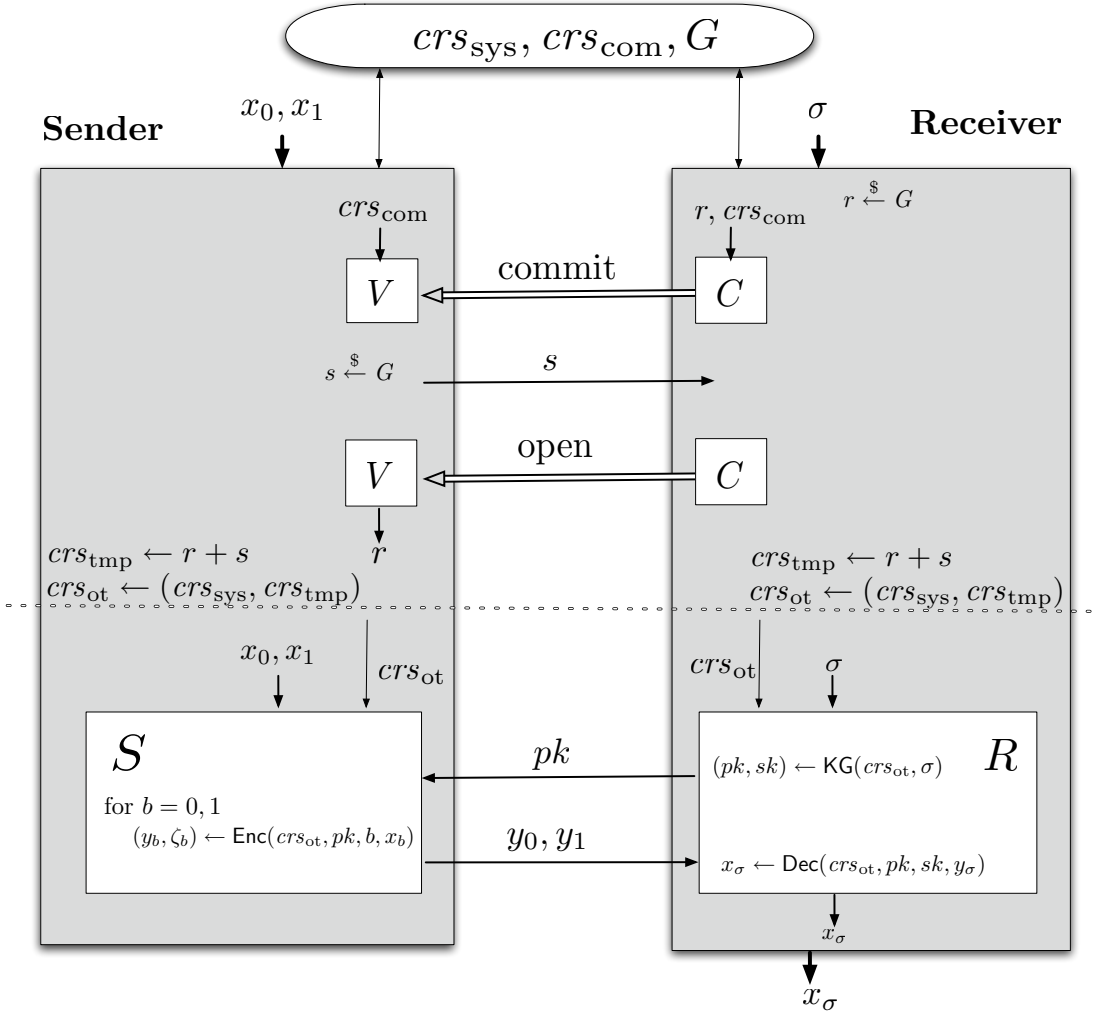 crs_sys, crs_com, G
x_0, x_1
σ
Sender
Receiver
r ←$ G
crs_com
r, crs_com
commit
V
C
s ←$ G
s
open
V
C
r
crs_tmp ← r + s
crs_ot ← (crs_sys, crs_tmp)
crs_tmp ← r + s
crs_ot ← (crs_sys, crs_tmp)
x_0, x_1
crs_ot
crs_ot
σ
S
pk
(pk, sk) ← KG(crs_ot, σ)
R
for b = 0, 1
(y_b, ζ_b) ← Enc(crs_ot, pk, b, x_b)
y_0, y_1
x_σ ← Dec(crs_ot, pk, sk, y_σ)
x_σ
x_σ